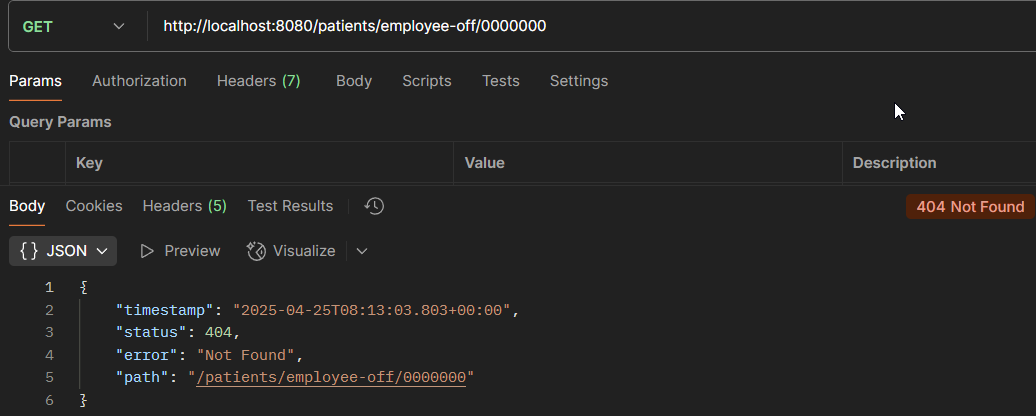 GET http://localhost:8080/patients/employee-off/0000000
Params Authorization Headers (7) Body Scripts Tests Settings
Query Params
Key Value Description
Body Cookies Headers (5) Test Results 404 Not Found
{} JSON Preview Visualize
1 {
2 "timestamp": "2025-04-25T08:13:03.803+00:00",
3 "status": 404,
4 "error": "Not Found",
5 "path": "/patients/employee-off/0000000"
6 }